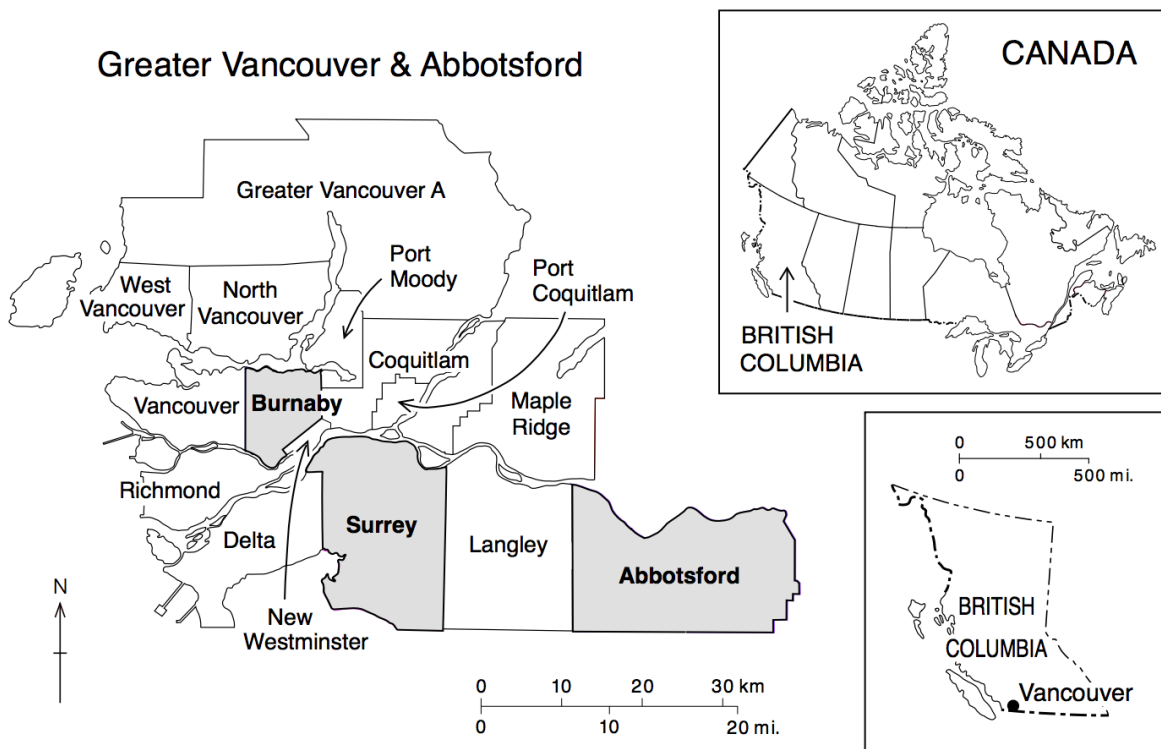 Greater Vancouver & Abbotsford
Greater Vancouver A
West
Vancouver
North
Vancouver
Port
Moody
Port
Coquitlam
Coquitlam
Vancouver
Burnaby
Maple
Ridge
Richmond
Delta
Surrey
Langley
Abbotsford
New
Westminster
N
0 10 20 30 km
0 10 20 mi.
CANADA
BRITISH
COLUMBIA
0 500 km
0 500 mi.
BRITISH
COLUMBIA
Vancouver